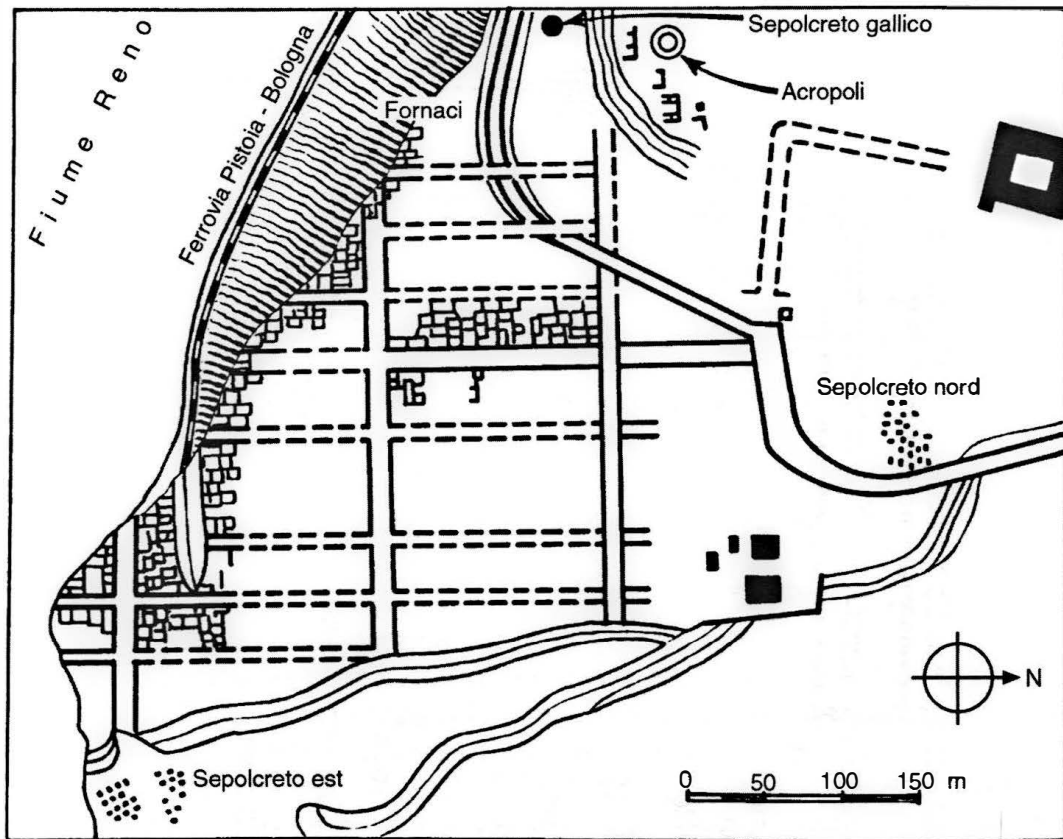 Sepolcreto gallico
Acropoli
Fornaci
Fiume Reno
Ferrovia Pistoia - Bologna
Sepolcreto nord
N
Sepolcreto est
0 50 100 150 m